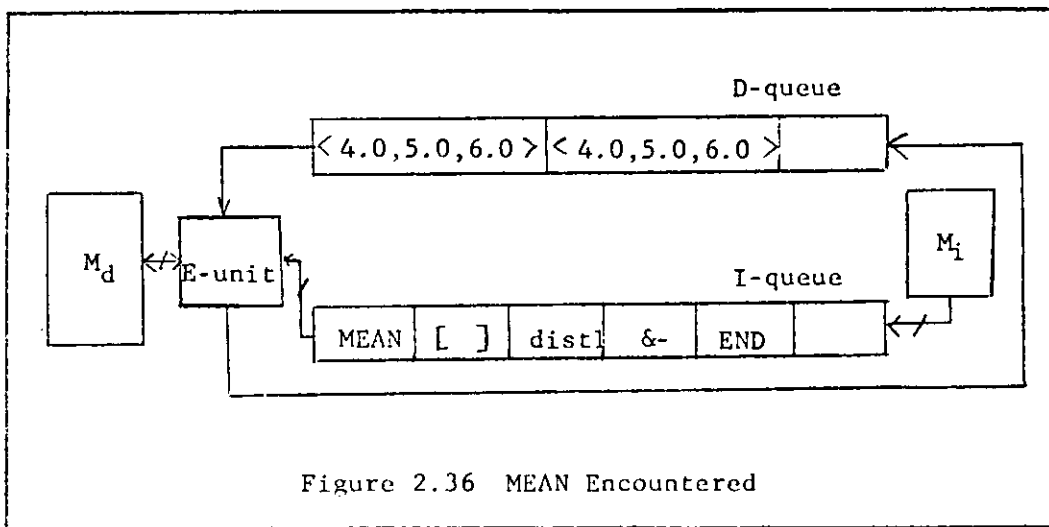 D-queue
< 4.0,5.0,6.0 > < 4.0,5.0,6.0 >
M_d
E-unit
M_i
I-queue
MEAN [ ] distl &- END
Figure 2.36 MEAN Encountered